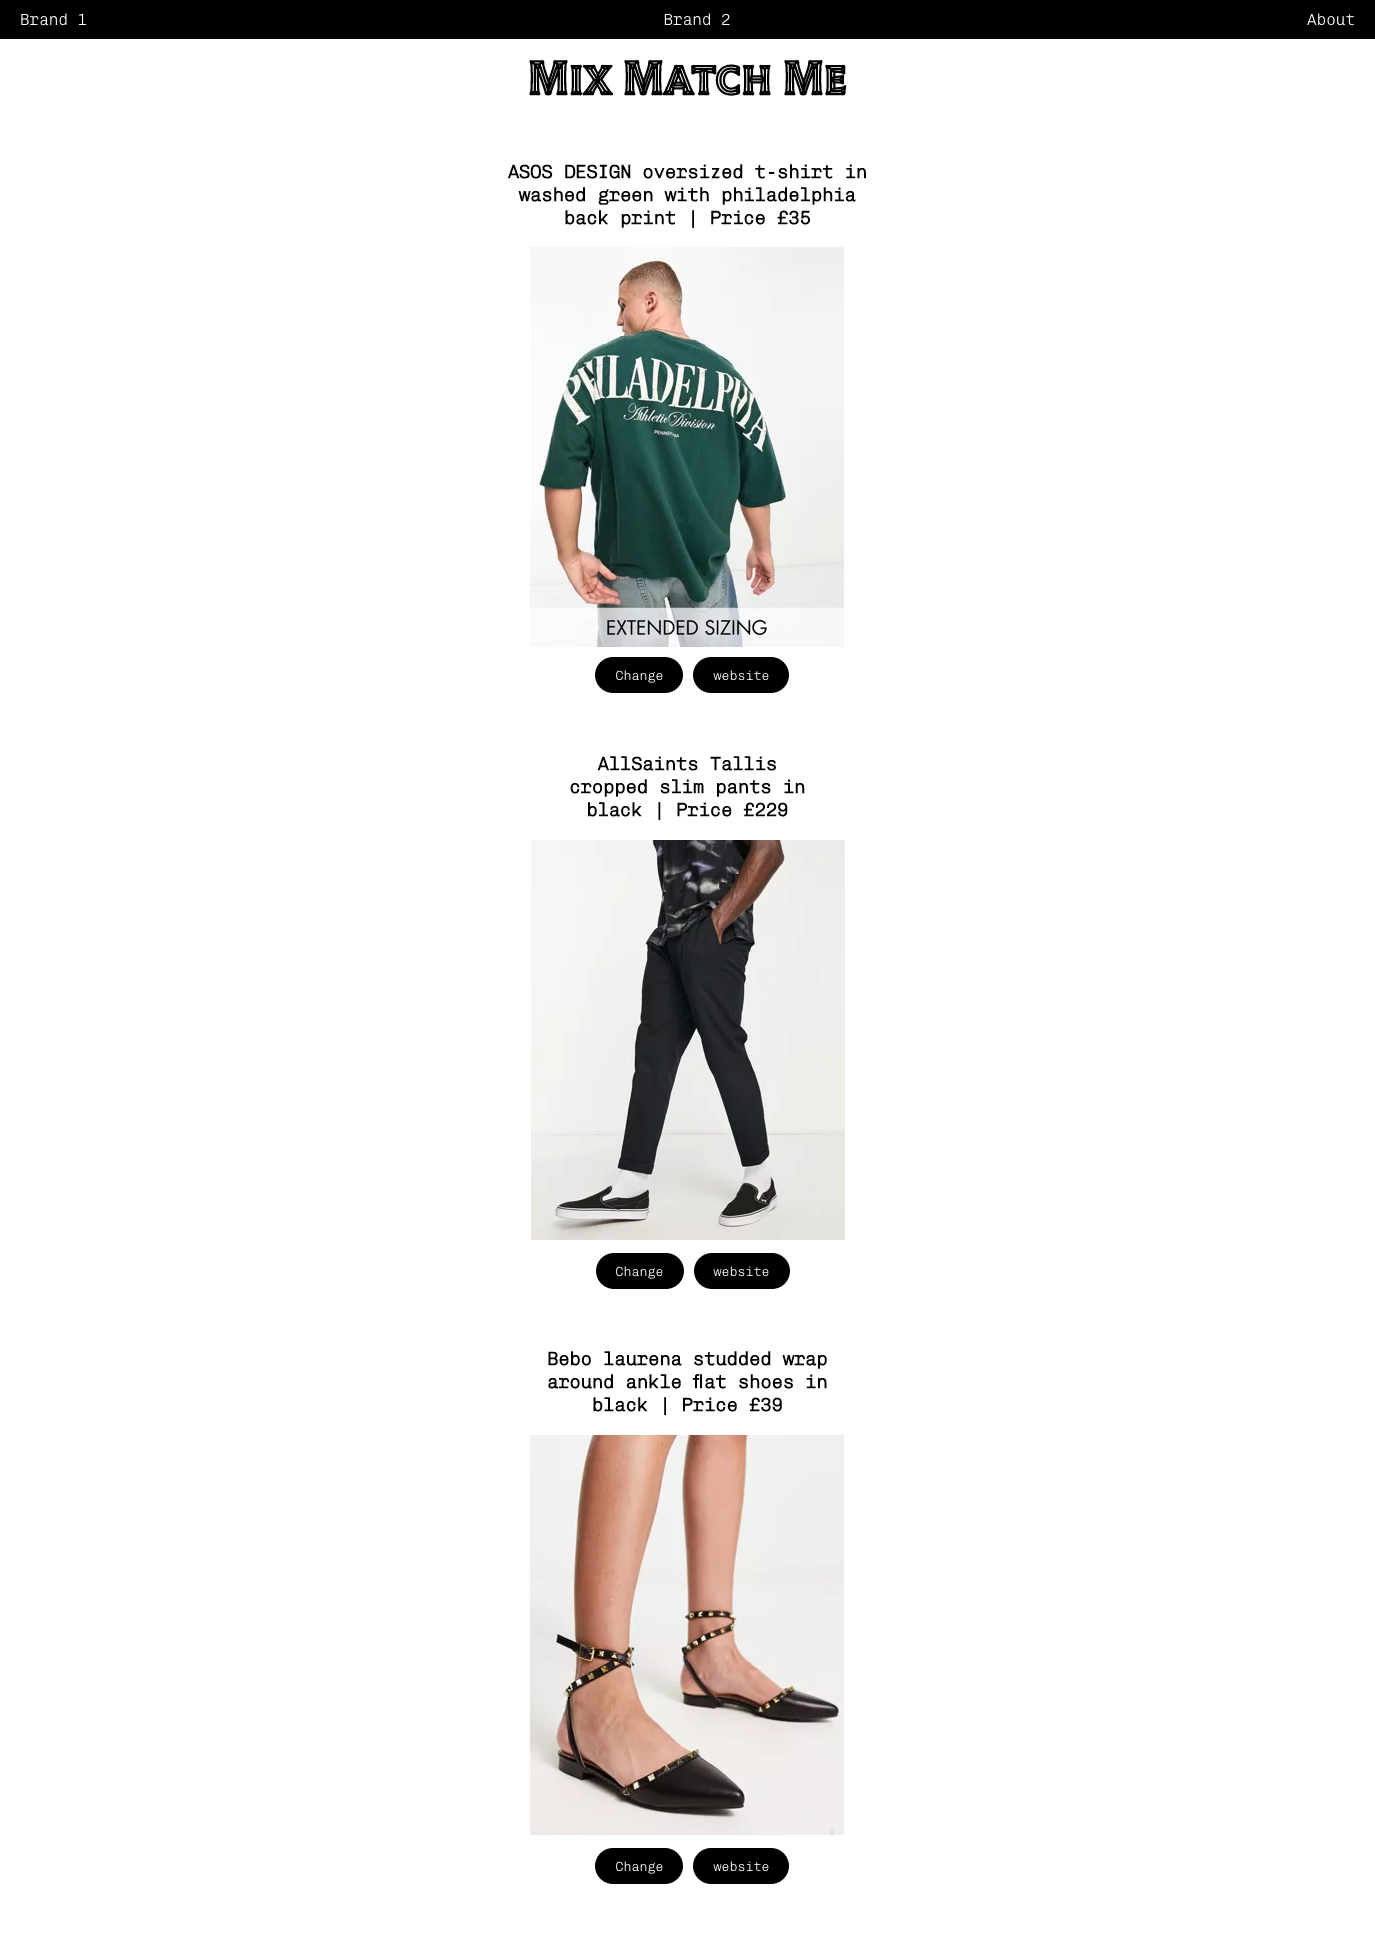 Brand 1
Brand 2
About
Mix Match Me
ASOS DESIGN oversized t-shirt in
washed green with philadelphia
back print | Price £35
PHILADELPHIA
Athletic Division
EXTENDED SIZING
Change
website
AllSaints Tallis
cropped slim pants in
black | Price £229
Change
website
Bebo laurena studded wrap
around ankle flat shoes in
black | Price £39
Change
website